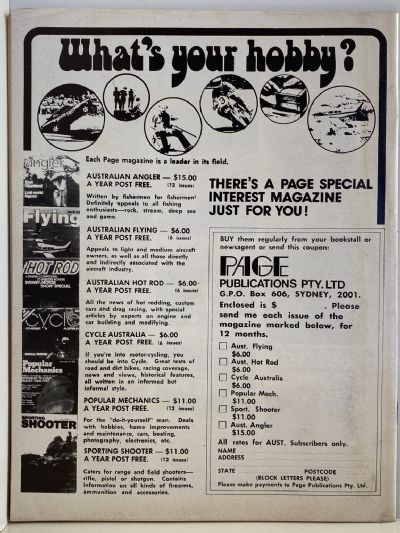 What's your hobby?
Each Page magazine is a leader in its field.
AUSTRALIAN ANGLER — $15.00
A YEAR POST FREE. (12 issues)
Written by fishermen for fishermen!
Definitely appeals to all fishing
enthusiasts—rock, stream, deep sea
and game.
AUSTRALIAN FLYING — $6.00
A YEAR POST FREE. (6 issues)
Appeals to light and medium aircraft
owners, as well as all those directly
and indirectly associated with the
aircraft industry.
AUSTRALIAN HOT ROD — $6.00
A YEAR POST FREE. (6 issues)
All the news of hot rodding, custom
cars and drag racing, with special
articles by experts on engine and
car building and modifying.
CYCLE AUSTRALIA — $6.00
A YEAR POST FREE (6 issues)
If you're into motor-cycling, you
should be into Cycle. Great tests of
road and dirt bikes, racing coverage,
news and views, historical features,
all written in an informed but
informal style.
POPULAR MECHANICS — $11.00
A YEAR POST FREE. (12 issues)
For the "do-it-yourself" man. Deals
with hobbies, home improvements
and maintenance, cars, boating,
photography, electronics, etc.
SPORTING SHOOTER — $11.00
A YEAR POST FREE. (12 issues)
Caters for range and field shooters—
rifle, pistol or shotgun. Contains
information on all kinds of firearms,
ammunition and accessories.
angler
Flying
HOT ROD
SYDNEY MOTOR
SHOW SPECIAL
Cycle
Popular
Mechanics
SPORTING
SHOOTER
THERE'S A PAGE SPECIAL
INTEREST MAGAZINE
JUST FOR YOU!
BUY them regularly from your bookstall or
newsagent or send this coupon:
PAGE
PUBLICATIONS PTY. LTD
G.P.O. Box 606, SYDNEY, 2001.
Enclosed is $ . Please
send me each issue of the
magazine marked below, for
12 months.
Aust. Flying
$6.00
Aust. Hot Rod
$6.00
Cycle Australia
$6.00
Popular Mech.
$11.00
Sport. Shooter
$11.00
Aust. Angler
$15.00
All rates for AUST. Subscribers only.
NAME
ADDRESS
STATE POSTCODE
(BLOCK LETTERS PLEASE)
Please make payments to Page Publications Pty. Ltd.